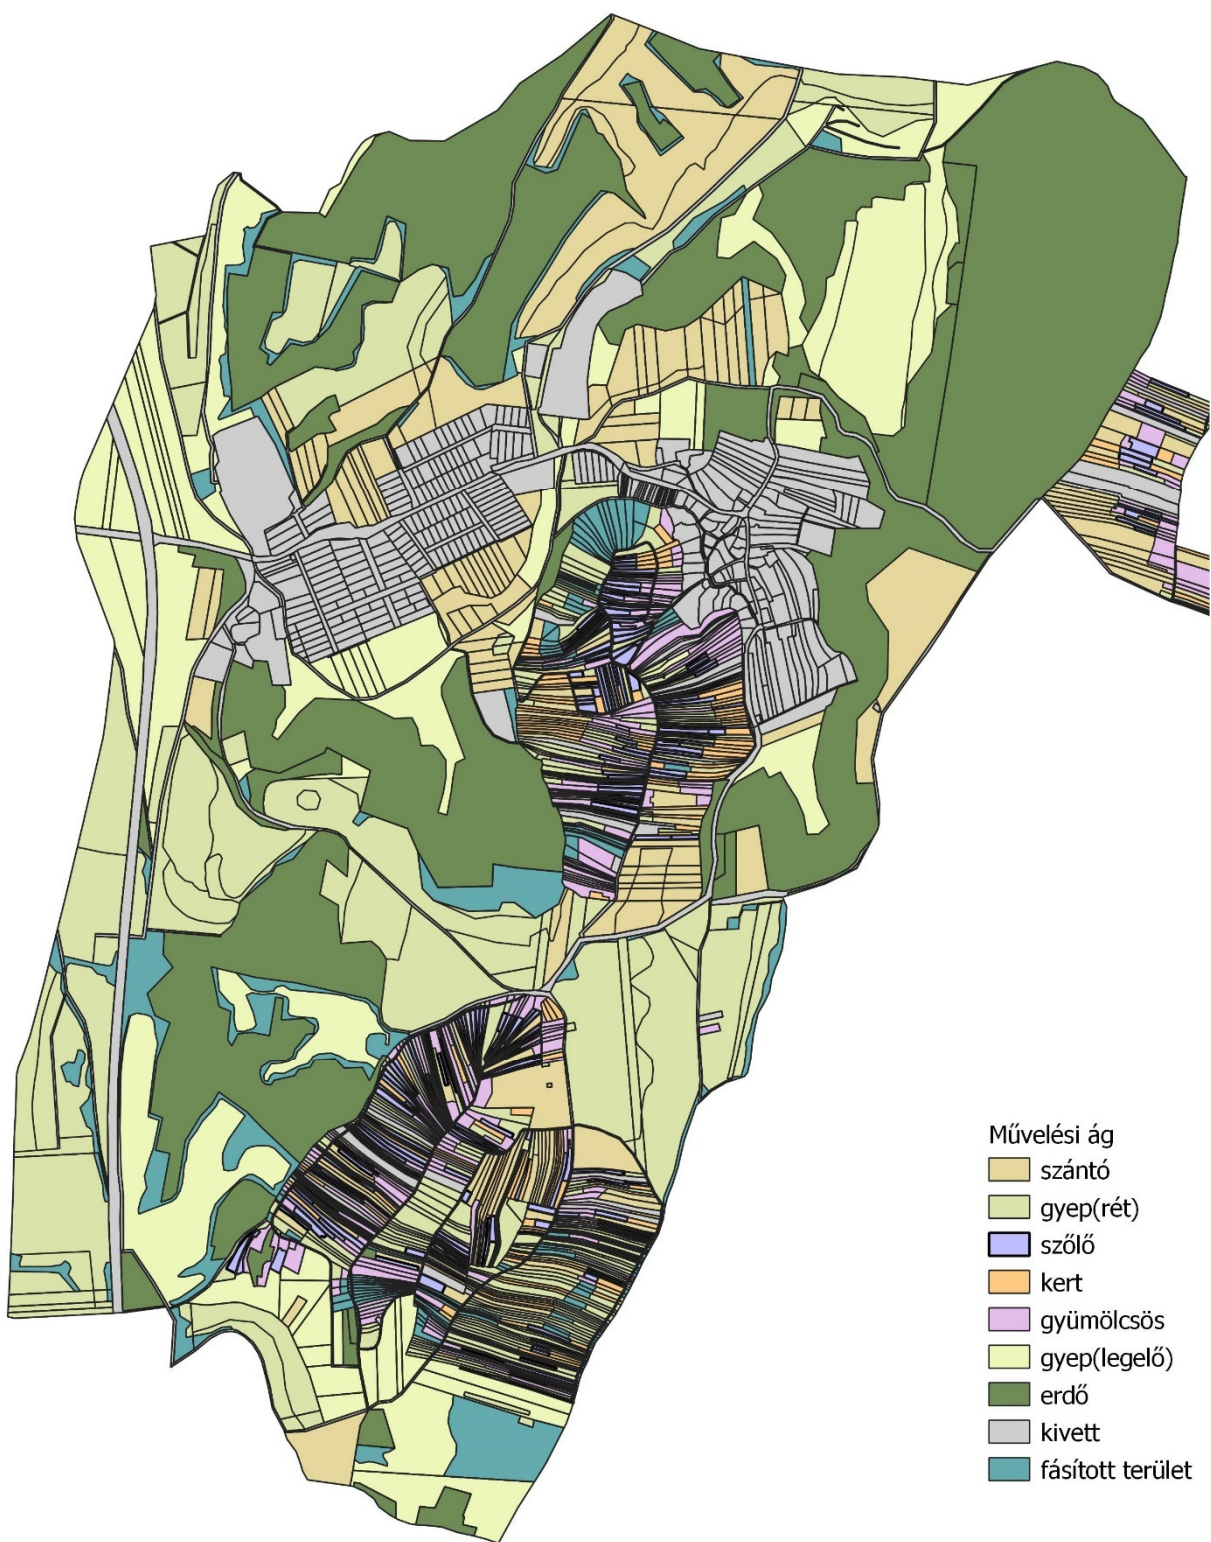 Művelési ág
szántó
gyep(rét)
szőlő
kert
gyümölcsös
gyep(legelő)
erdő
kivett
fásított terület